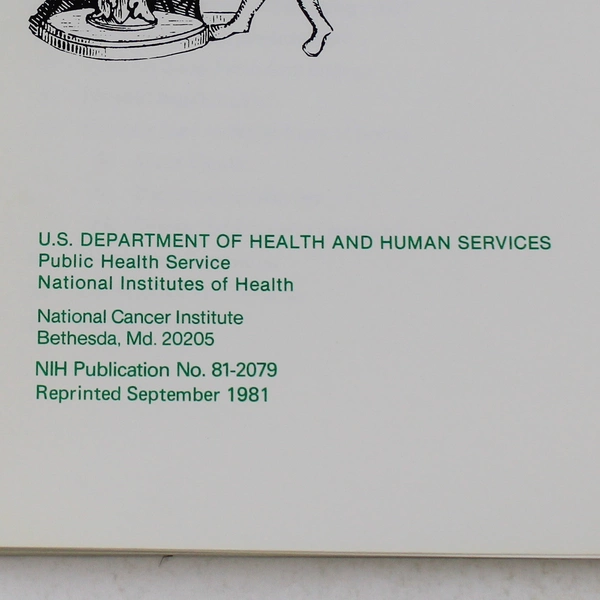 U.S. DEPARTMENT OF HEALTH AND HUMAN SERVICES
Public Health Service
National Institutes of Health
National Cancer Institute
Bethesda, Md. 20205
NIH Publication No. 81-2079
Reprinted September 1981